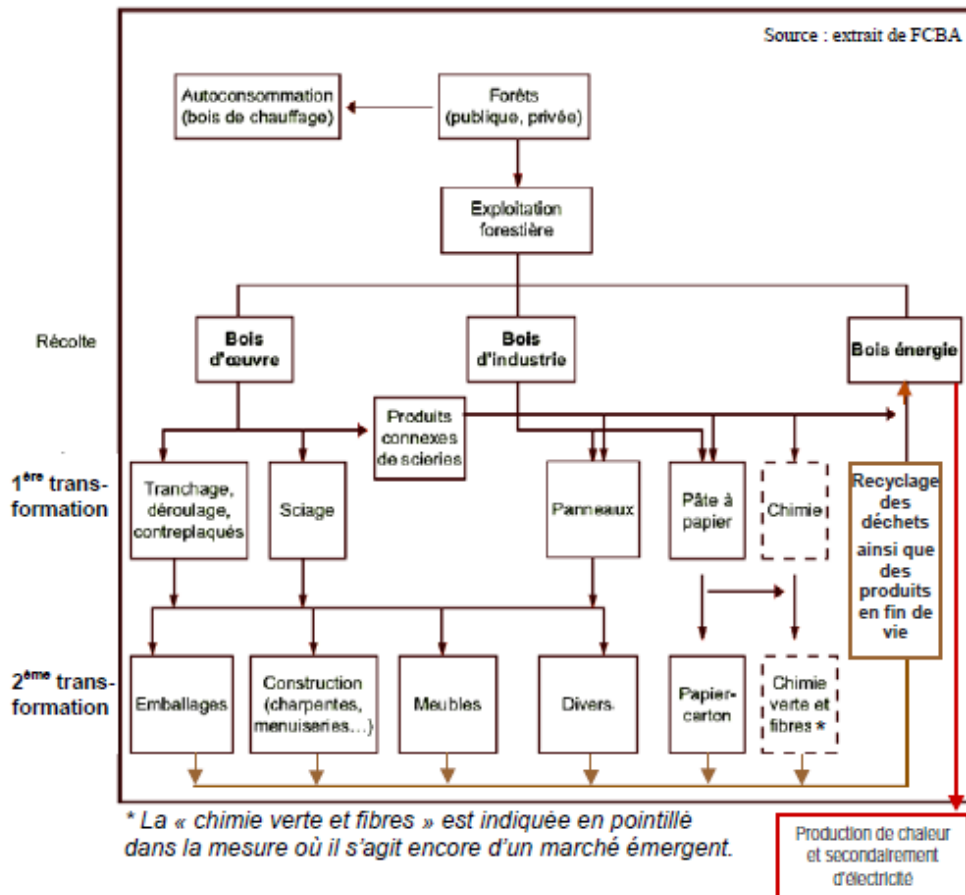 Source : extrait de FCBA
Autoconsommation
(bois de chauffage)
Forêts
(publique, privée)
Exploitation
forestière
Récolte
Bois
d'œuvre
Bois
d'industrie
Bois énergie
Produits
connexes
de scieries
1ère trans-
formation
Tranchage,
déroulage,
contreplaqués
Sciage
Panneaux
Pâte à
papier
Chimie
Recyclage
des
déchets
ainsi que
des
produits
en fin de
vie
2ème trans-
formation
Emballages
Construction
(charpentes,
menuiseries...)
Meubles
Divers
Papier-
carton
Chimie
verte et
fibres *
* La « chimie verte et fibres » est indiquée en pointillé
dans la mesure où il s'agit encore d'un marché émergent.
Production de chaleur
et secondairement
d'électricité